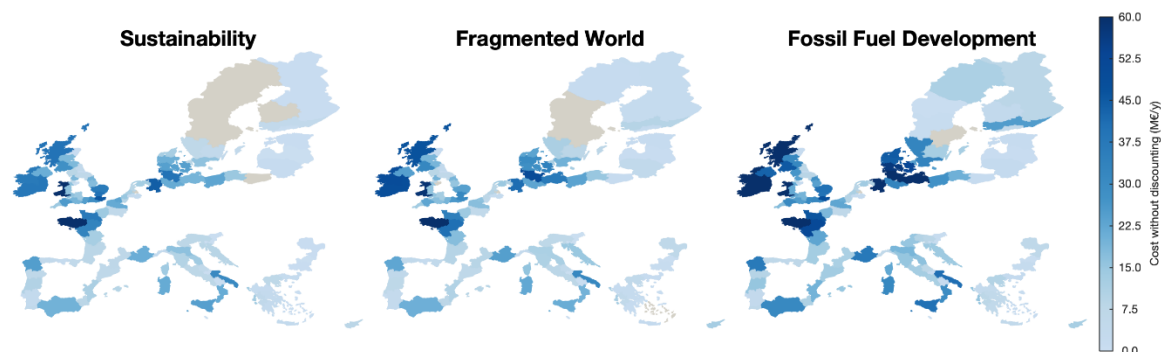 Sustainability
Fragmented World
Fossil Fuel Development
60.0
52.5
45.0
37.5
30.0
22.5
15.0
7.5
0.0
Cost without discounting (M€/y)